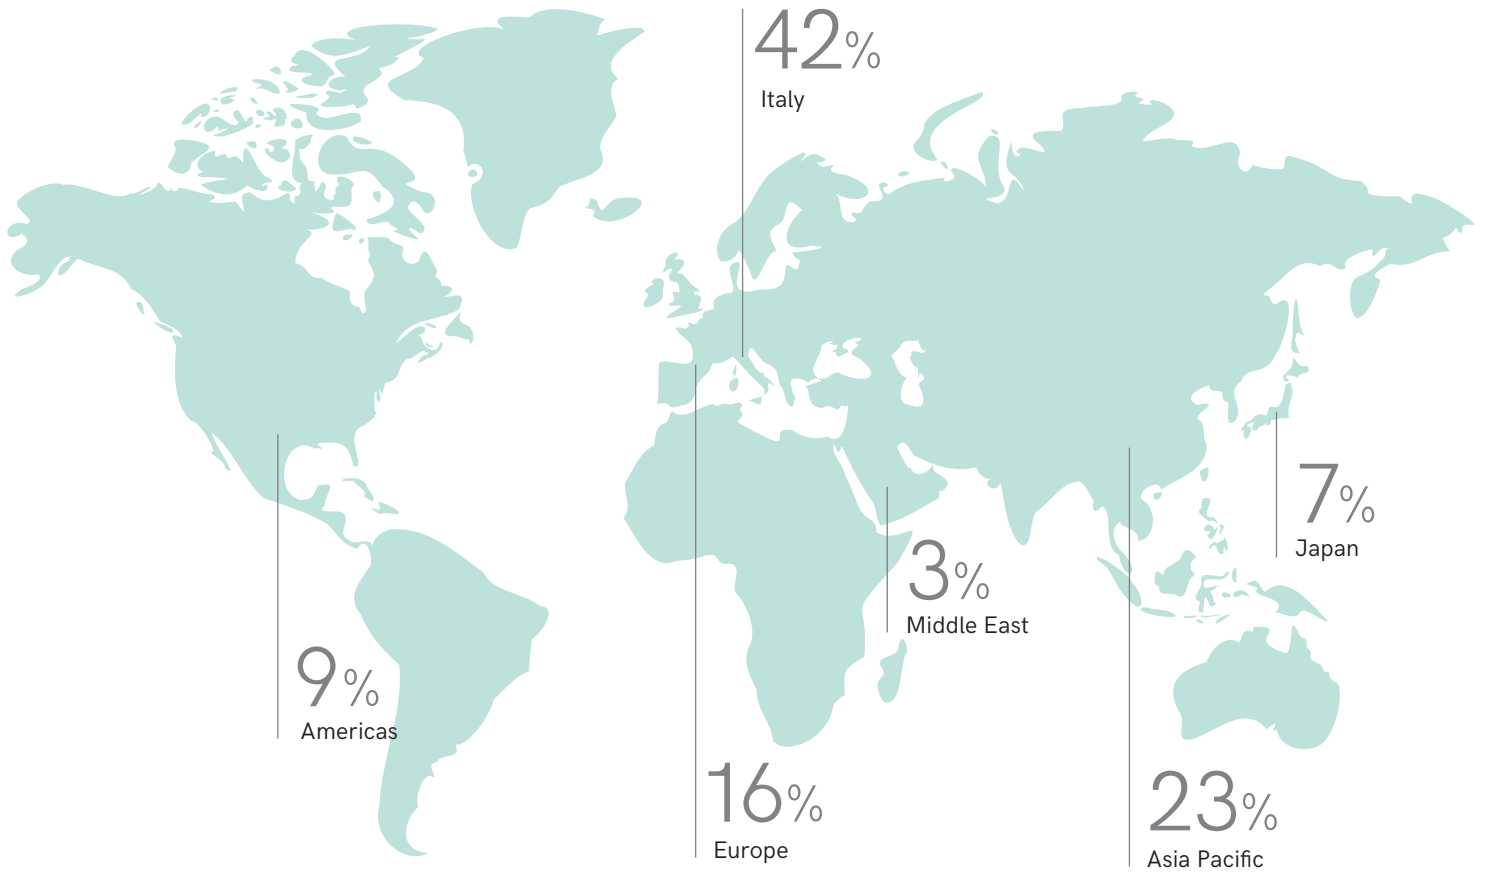 42%
Italy
7%
Japan
3%
Middle East
9%
Americas
16%
Europe
23%
Asia Pacific